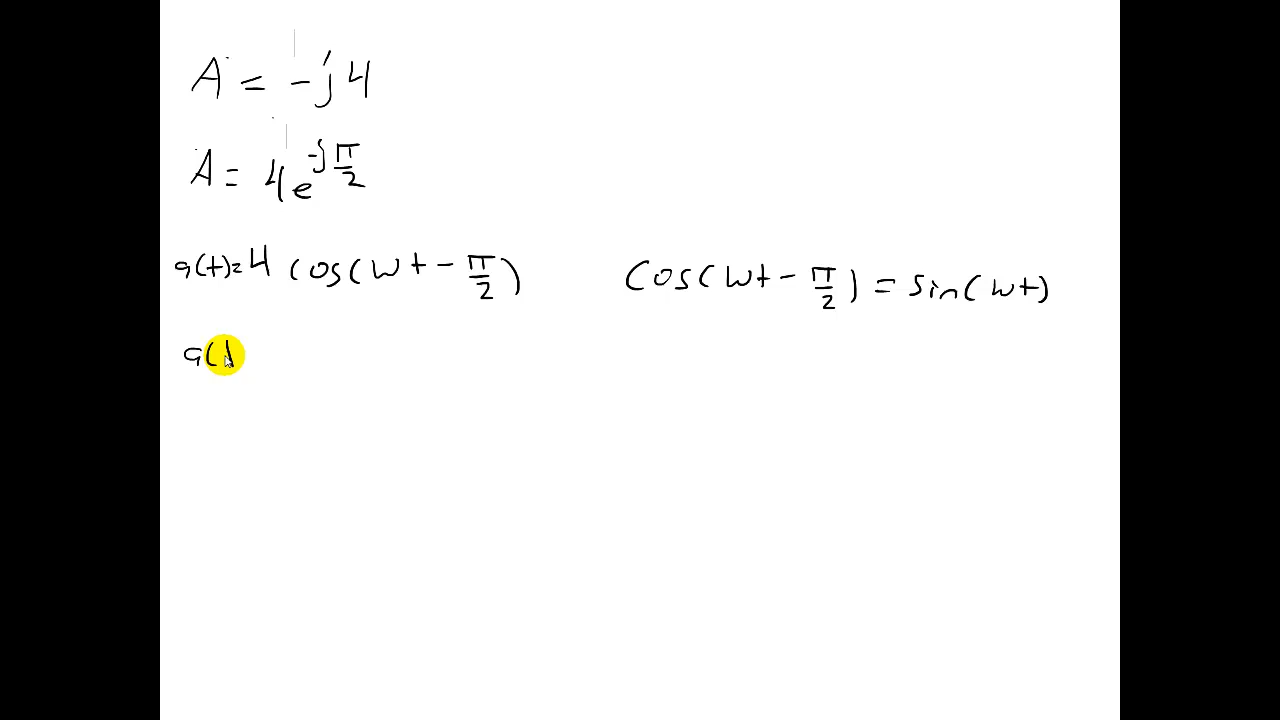 A = -j4
A = 4e^{-jπ/2}
a(t)=4 cos(wt - π/2) cos(wt - π/2) = sin(wt)
a(